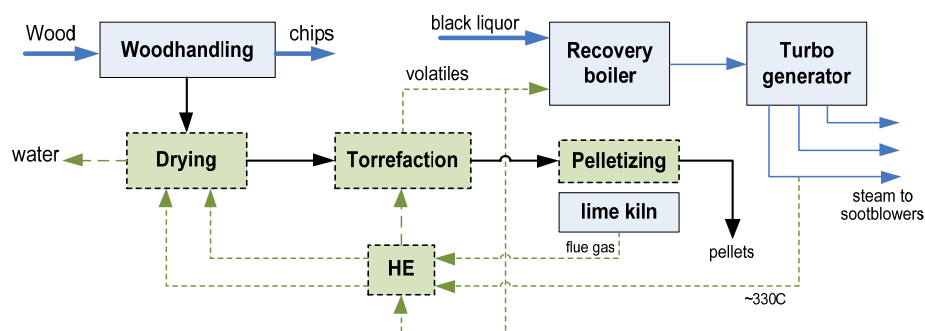 Wood
Woodhandling
chips
black liquor
Recovery
boiler
Turbo
generator
volatiles
water
Drying
Torrefaction
Pelletizing
lime kiln
steam to
sootblowers
flue gas
pellets
HE
~330C